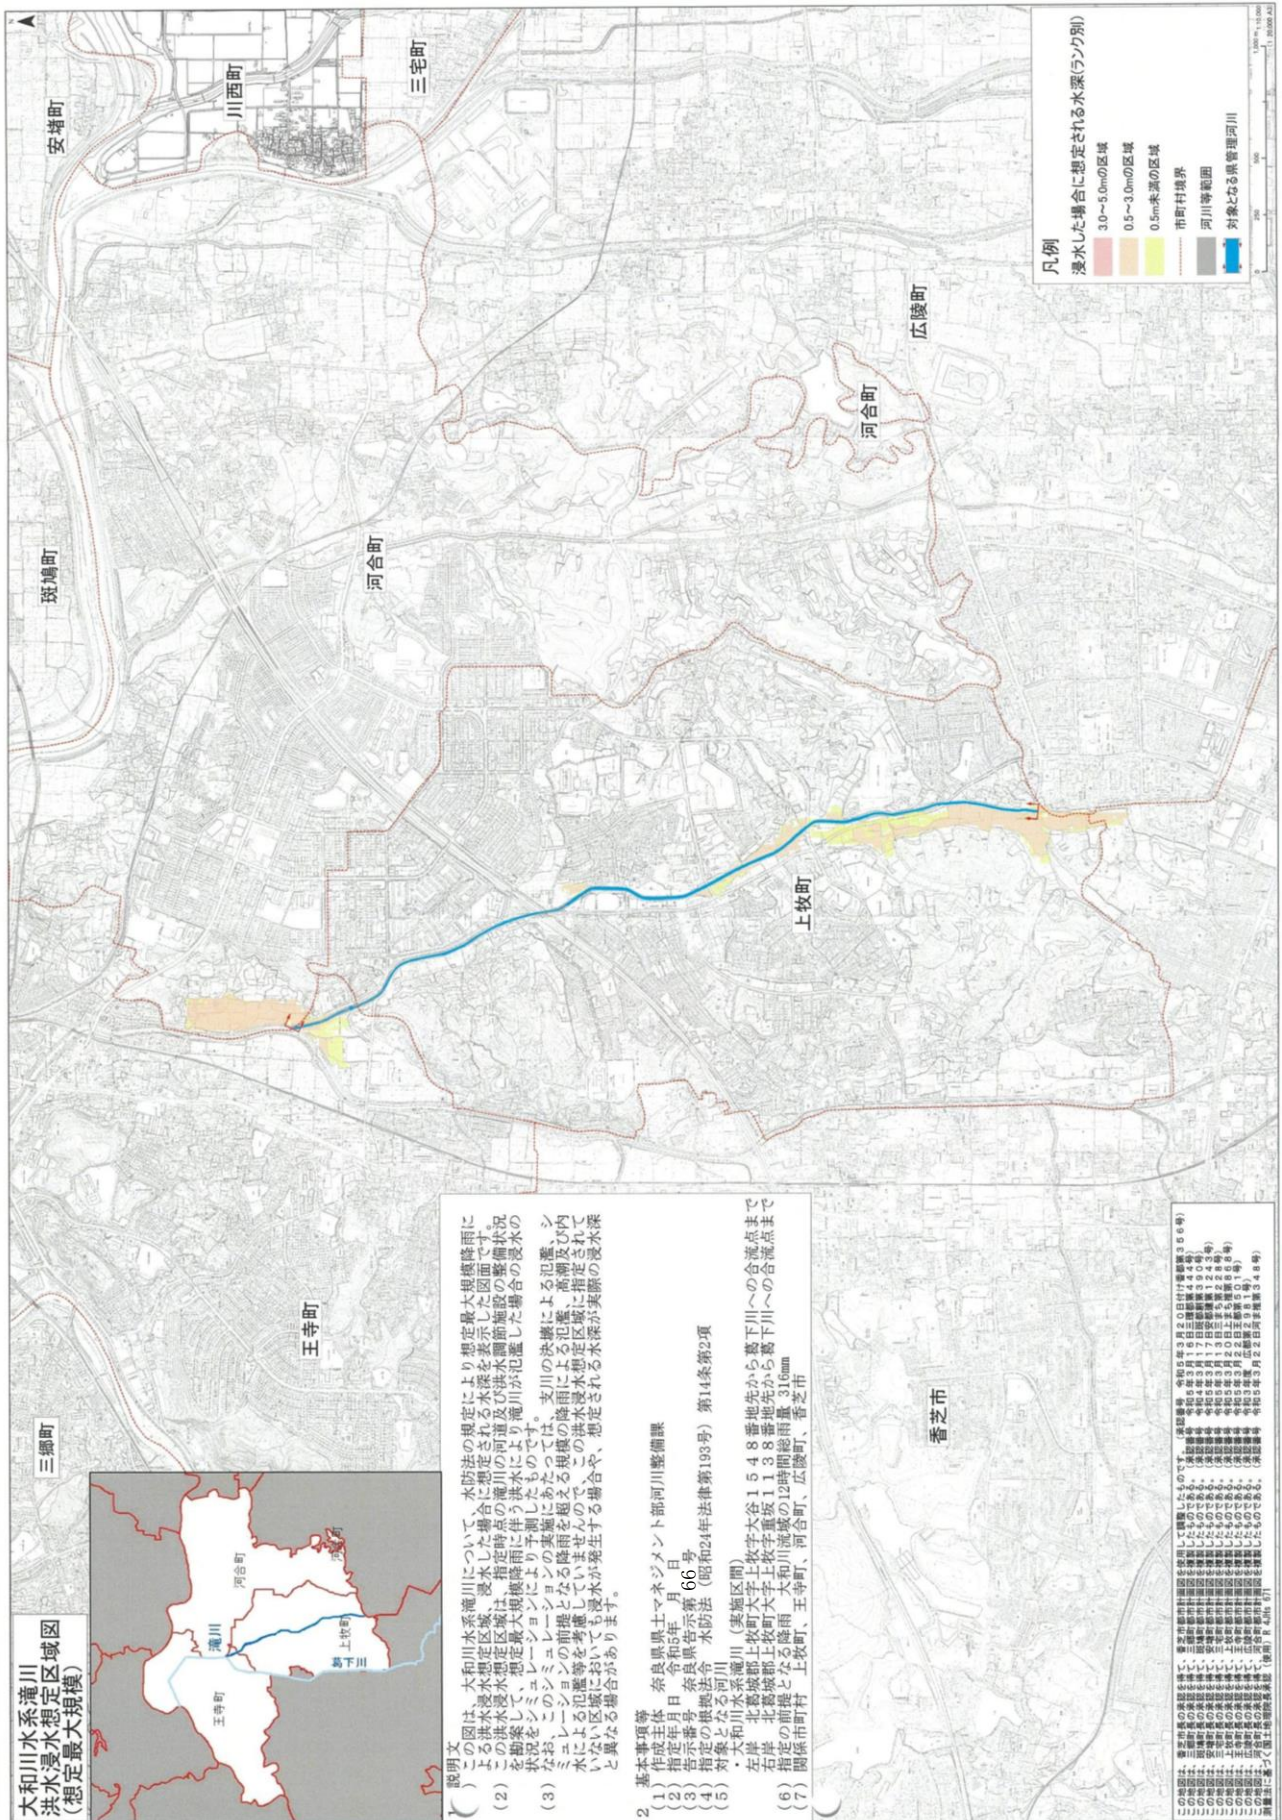 大和川水系滝川
洪水浸水想定区域図
(想定最大規模)
三郷町
王寺町
斑鳩町
安堵町
川西町
三宅町
河合町
河合町
広陵町
上牧町
香芝市
滝川
河合町
上牧町
王寺町
葛下川
N
1 説明文
この図は、大和川水系滝川について、水防法の規定により想定最大規模降雨に
よる洪水浸水想定区域、浸水した場合に想定される水深を表示した図面です。
(2) この洪水浸水想定区域は、指定時点の滝川の河道及び洪水調節施設の整備状況
を勘案して、想定最大規模降雨に伴う洪水により滝川が氾濫した場合の浸水の
状況をシミュレーションにより予測したものです。
(3) なお、このシミュレーションの実施にあたっては、支川の決壊による氾濫、シ
ミュレーションの前提となる降雨を超える規模の降雨による氾濫、高潮及び内
水による氾濫等を考慮していませんので、この洪水浸水想定区域に指定されて
いない区域においても浸水が発生する場合や、想定される水深が実際の浸水深
と異なる場合があります。
2 基本事項等
(1) 作成主体 奈良県県土マネジメント部河川整備課
(2) 指定年月日 令和5年 月 日
(3) 告示番号 奈良県告示第66号
(4) 指定の根拠法令 水防法(昭和24年法律第193号)第14条第2項
(5) 対象となる河川
・大和川水系滝川(実施区間)
左岸 北葛城郡上牧町大字上牧字大谷1548番地先から葛下川への合流点まで
右岸 北葛城郡上牧町大字上牧字重坂1138番地先から葛下川への合流点まで
(6) 指定の前提となる降雨 大和川流域の12時間総雨量 316mm
(7) 関係市町村 上牧町、王寺町、河合町、広陵町、香芝市
凡例
浸水した場合に想定される水深(ランク別)
3.0～5.0mの区域
0.5～3.0mの区域
0.5m未満の区域
市町村境界
河川等範囲
対象となる県管理河川
0 250 500 1,000 m